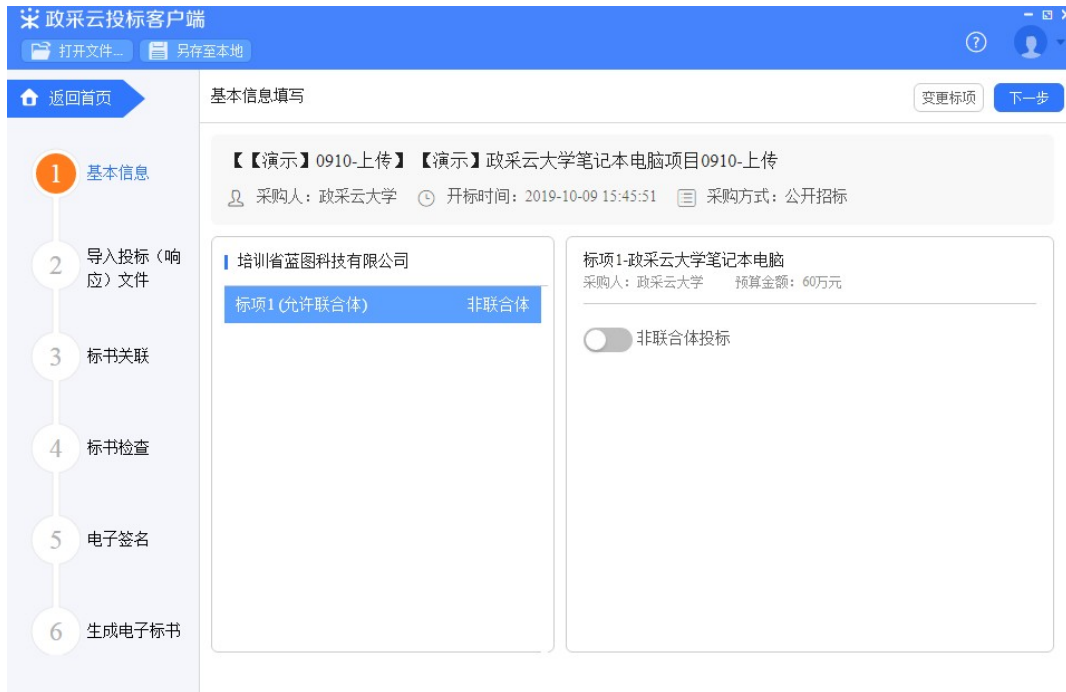 政采云投标客户端
打开文件... 另存至本地
返回首页
基本信息填写
变更标项 下一步
1 基本信息
2 导入投标（响
应）文件
3 标书关联
4 标书检查
5 电子签名
6 生成电子标书
【【演示】0910-上传】【演示】政采云大学笔记本电脑项目0910-上传
采购人：政采云大学 开标时间：2019-10-09 15:45:51 采购方式：公开招标
培训省蓝图科技有限公司
标项1 (允许联合体) 非联合体
标项1-政采云大学笔记本电脑
采购人：政采云大学 预算金额：60万元
非联合体投标